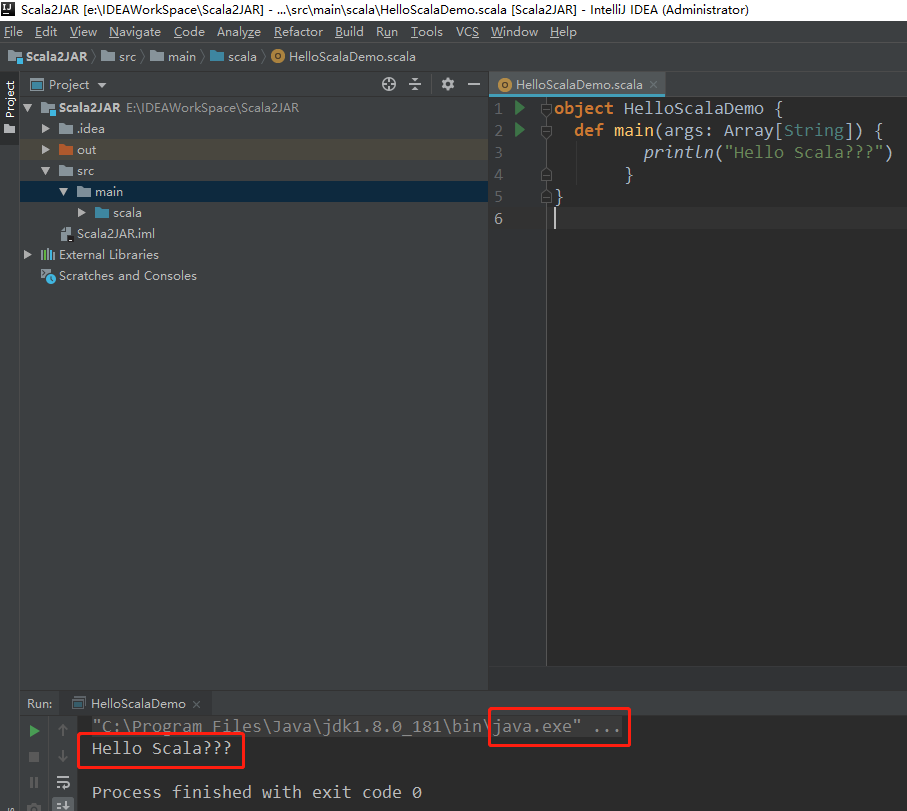 Scala2JAR [e:\IDEAWorkSpace\Scala2JAR] - ...\src\main\scala\HelloScalaDemo.scala [Scala2JAR] - IntelliJ IDEA (Administrator)
File Edit View Navigate Code Analyze Refactor Build Run Tools VCS Window Help
Scala2JAR src main scala HelloScalaDemo.scala
Project
Project
HelloScalaDemo.scala
Scala2JAR E:\IDEAWorkSpace\Scala2JAR
.idea
out
src
main
scala
Scala2JAR.iml
External Libraries
Scratches and Consoles
1 object HelloScalaDemo {
2 def main(args: Array[String]) {
3 println("Hello Scala???")
4 }
5 }
6
Run: HelloScalaDemo
"C:\Program Files\Java\jdk1.8.0_181\bin\java.exe" ...
Hello Scala???
Process finished with exit code 0